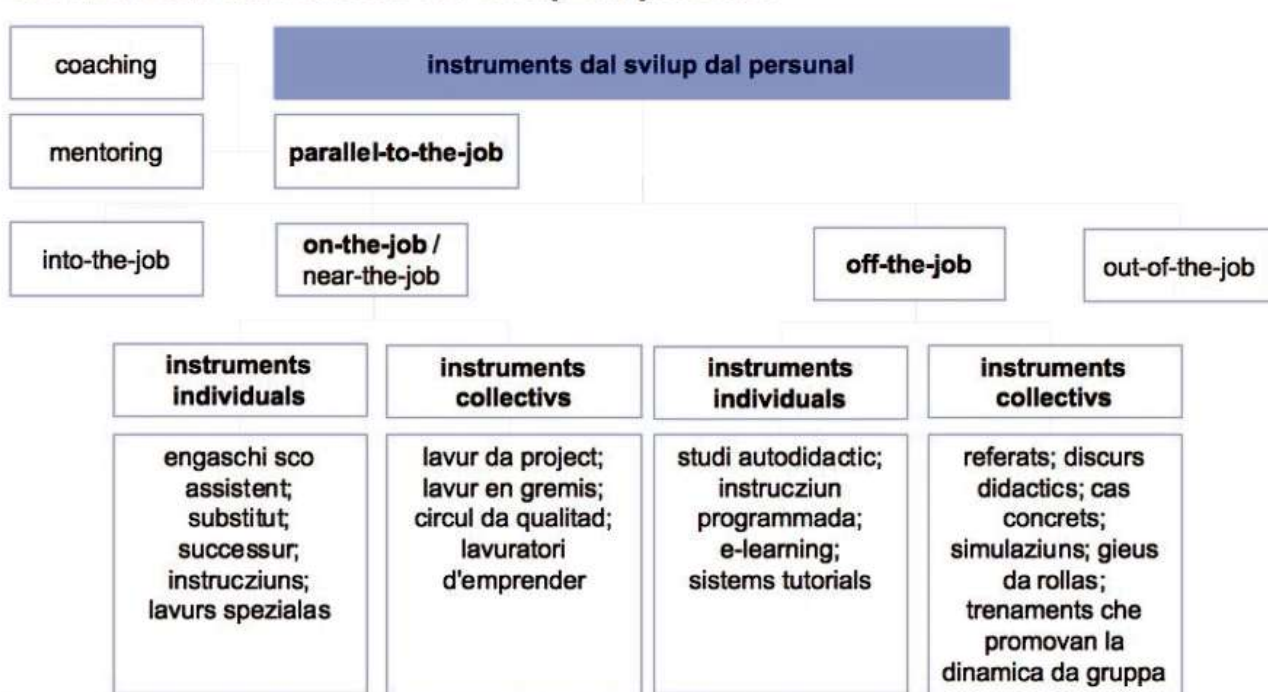 coaching
instruments dal svilup dal persunal
mentoring
parallel-to-the-job
into-the-job
on-the-job /
near-the-job
off-the-job
out-of-the-job
instruments
individuals
instruments
collectivs
instruments
individuals
instruments
collectivs
engaschi sco
assistent;
substitut;
successur;
instrucziuns;
lavurs spezialas
lavur da project;
lavur en gremis;
circul da qualitad;
lavuratori
d'emprender
studi autodidactic;
instrucziun
programmada;
e-learning;
sistems tutorials
referats; discurs
didactics; cas
concrets;
simulaziuns; gieus
da rollas;
trenaments che
promovan la
dinamica da gruppa